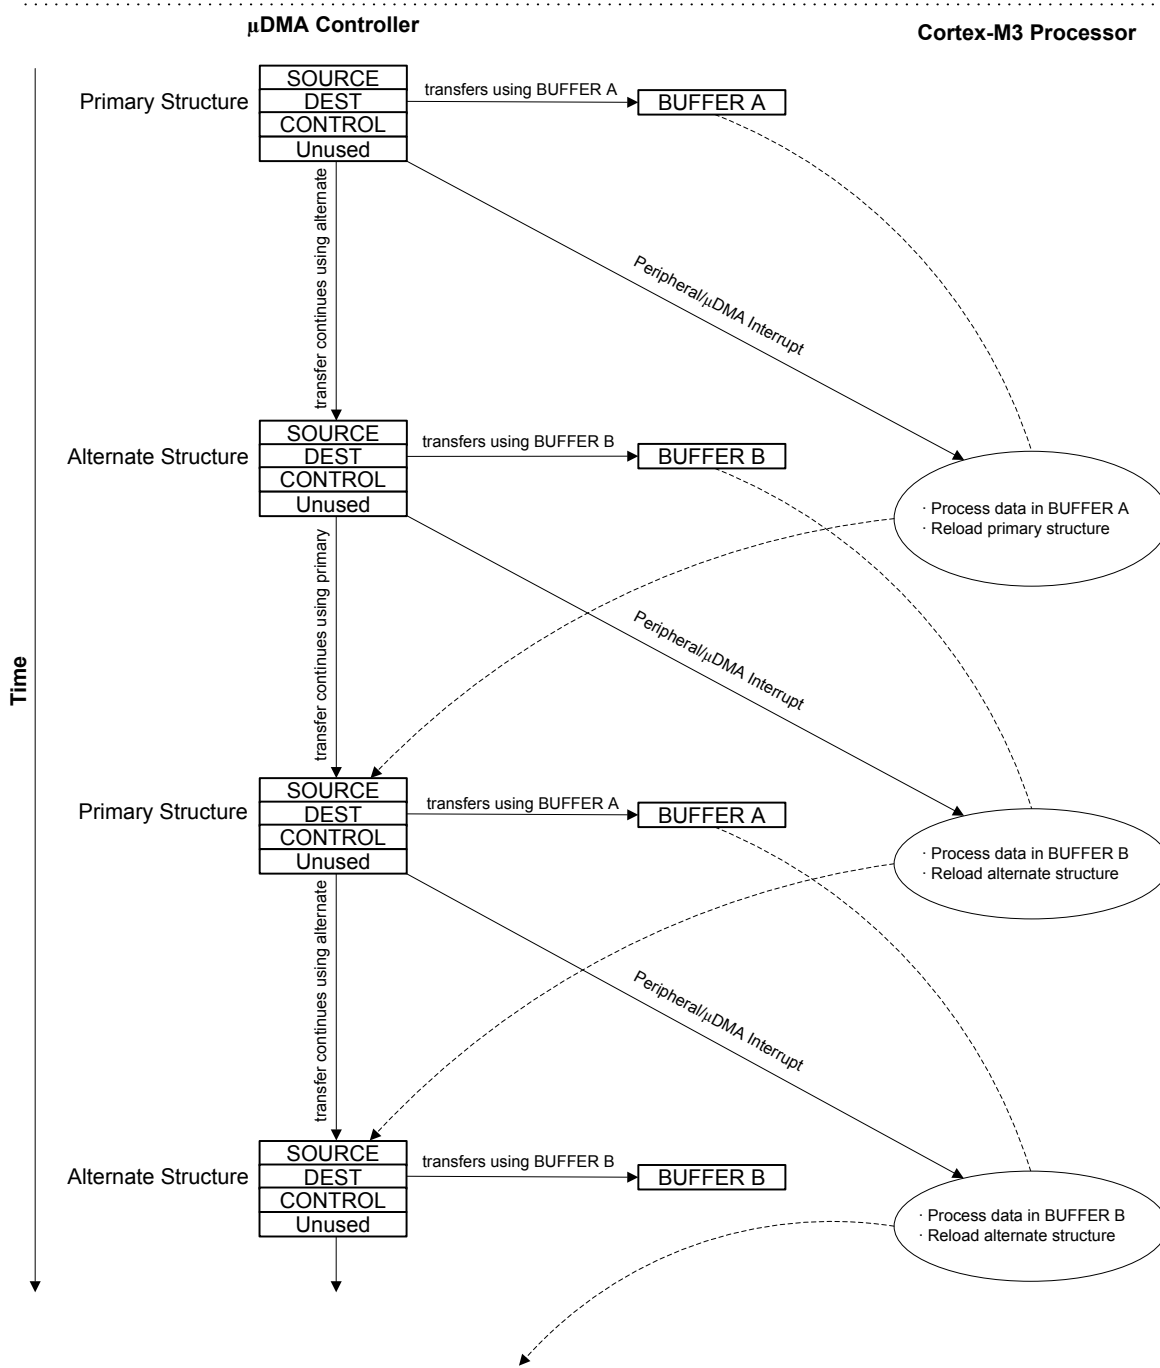 µDMA Controller
Cortex-M3 Processor
SOURCE
transfers using BUFFER A
Primary Structure
DEST
BUFFER A
CONTROL
Unused
transfer continues using alternate
Peripheral/µDMA Interrupt
SOURCE
transfers using BUFFER B
Alternate Structure
DEST
BUFFER B
CONTROL
Unused
· Process data in BUFFER A
· Reload primary structure
transfer continues using primary
Peripheral/µDMA Interrupt
Time
SOURCE
transfers using BUFFER A
Primary Structure
DEST
BUFFER A
CONTROL
Unused
· Process data in BUFFER B
· Reload alternate structure
transfer continues using alternate
Peripheral/µDMA Interrupt
SOURCE
transfers using BUFFER B
Alternate Structure
DEST
BUFFER B
CONTROL
Unused
· Process data in BUFFER B
· Reload alternate structure